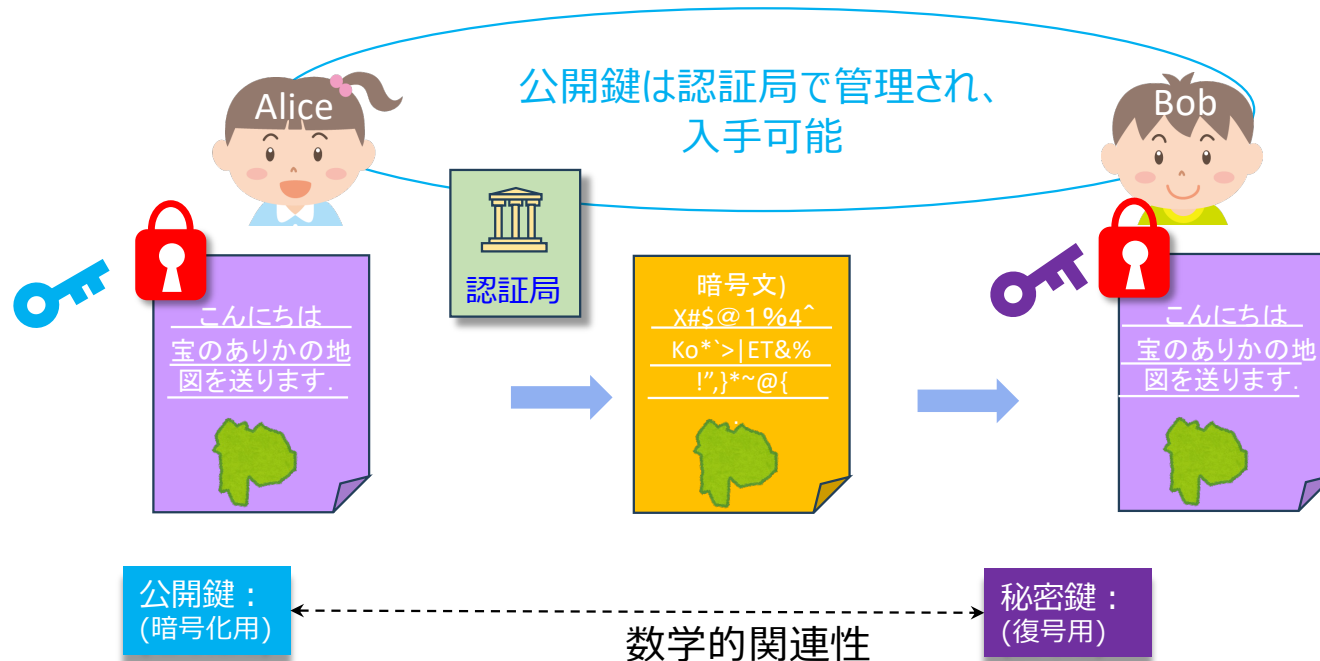 公開鍵は認証局で管理され、
入手可能
Alice
Bob
認証局
こんにちは
宝のありかの地
図を送ります.
暗号文)
X#$@1%4^
Ko*`>|ET&%
!",}*~@{
.
こんにちは
宝のありかの地
図を送ります.
公開鍵：
(暗号化用)
数学的関連性
秘密鍵：
(復号用)